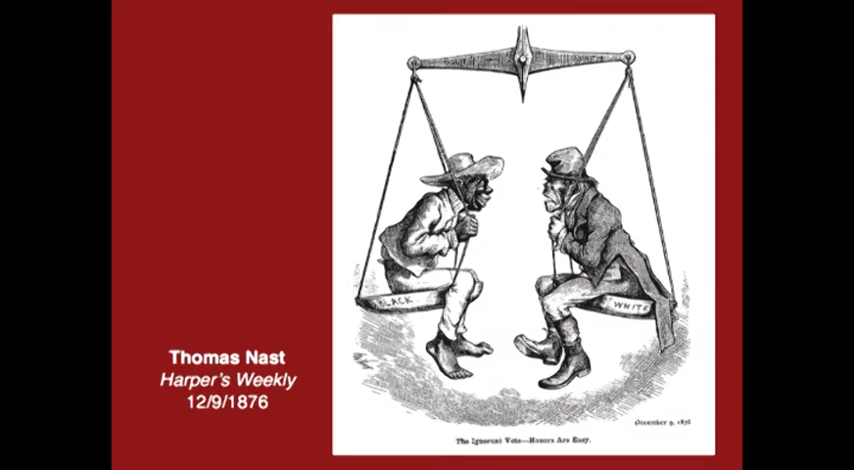 Thomas Nast
Harper's Weekly
12/9/1876
BLACK
WHITE
December 9, 1876
The Ignorant Vote—Honors Are Easy.